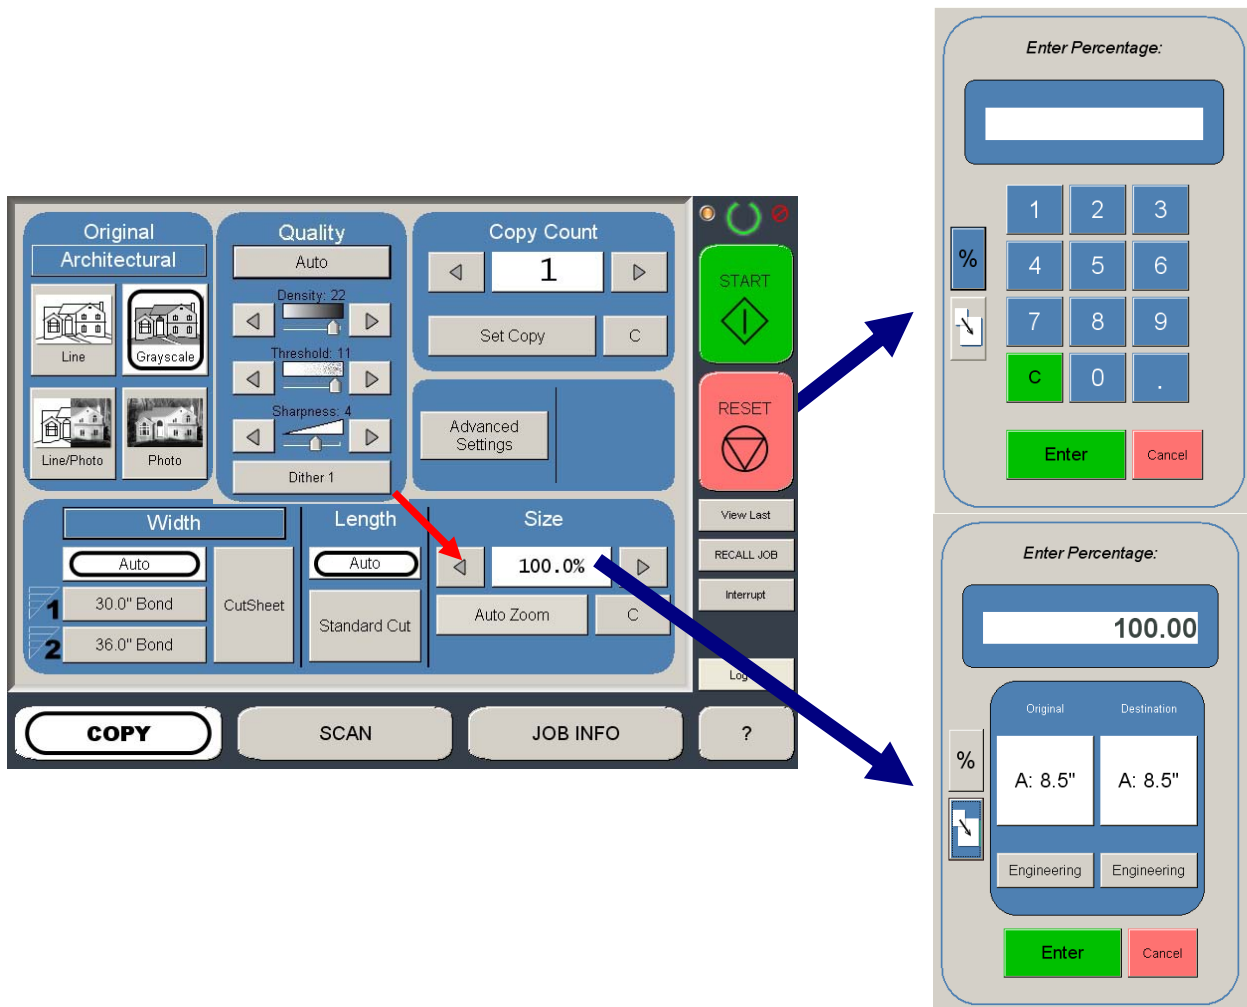 Original
Architectural
Line
Grayscale
Line/Photo
Photo
Quality
Auto
Density: 22
Threshold: 11
Sharpness: 4
Dither 1
Copy Count
1
Set Copy
C
Advanced
Settings
START
RESET
View Last
RECALL JOB
Interrupt
Width
Auto
1
30.0" Bond
2
36.0" Bond
CutSheet
Length
Auto
Standard Cut
Size
100.0%
Auto Zoom
C
COPY
SCAN
JOB INFO
?
Enter Percentage:
%
1 2 3
4 5 6
7 8 9
C 0 .
Enter
Cancel
Enter Percentage:
100.00
Original
Destination
%
A: 8.5"
A: 8.5"
Engineering
Engineering
Enter
Cancel